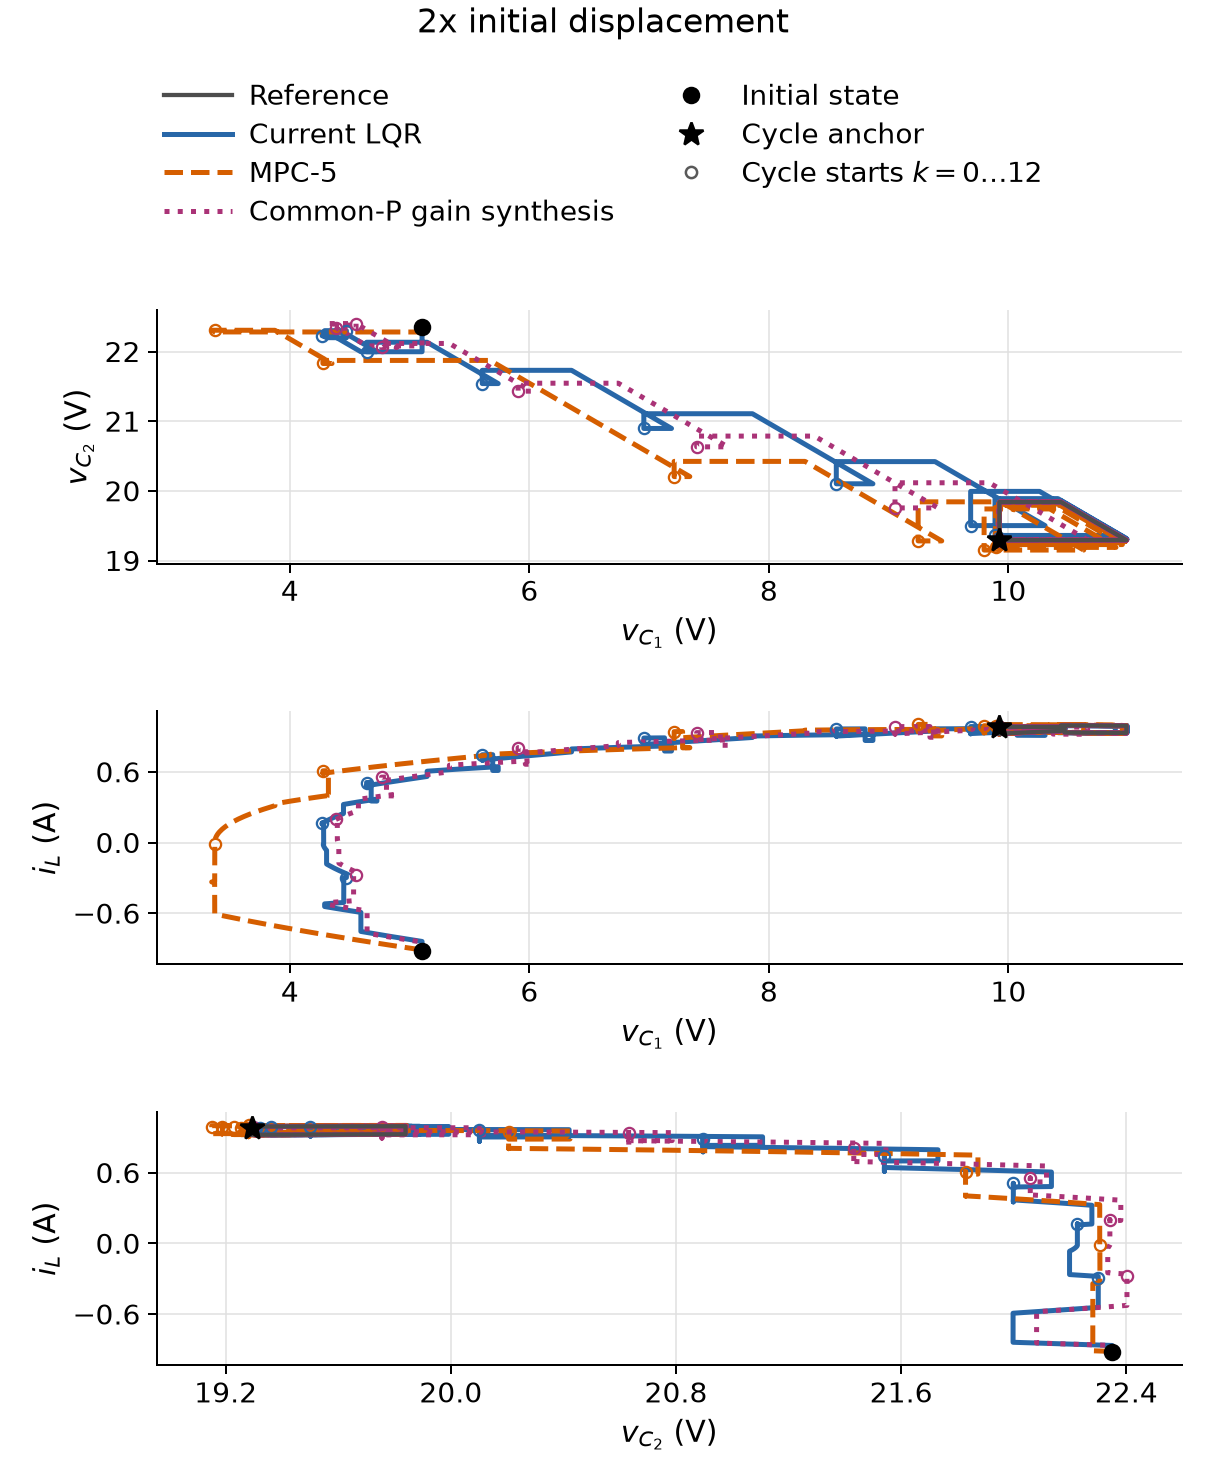 2x initial displacement
Reference
Current LQR
MPC-5
Common-P gain synthesis
Initial state
Cycle anchor
Cycle starts k = 0...12
22
21
20
19
v_{C_2} (V)
4 6 8 10
v_{C_1} (V)
0.6
0.0
−0.6
i_L (A)
4 6 8 10
v_{C_1} (V)
0.6
0.0
−0.6
i_L (A)
19.2 20.0 20.8 21.6 22.4
v_{C_2} (V)